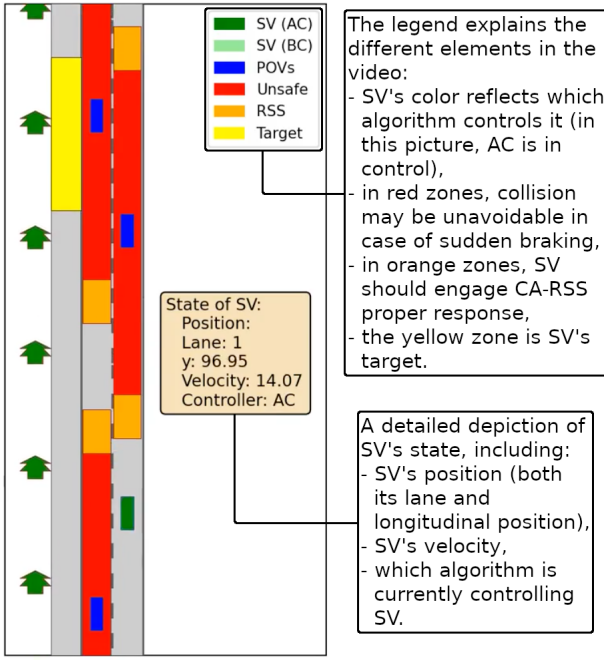 SV (AC)
SV (BC)
POVs
Unsafe
RSS
Target
The legend explains the
different elements in the
video:
- SV's color reflects which
algorithm controls it (in
this picture, AC is in
control),
- in red zones, collision
may be unavoidable in
case of sudden braking,
- in orange zones, SV
should engage CA-RSS
proper response,
- the yellow zone is SV's
target.
State of SV:
Position:
Lane: 1
y: 96.95
Velocity: 14.07
Controller: AC
A detailed depiction of
SV's state, including:
- SV's position (both
its lane and
longitudinal position),
- SV's velocity,
- which algorithm is
currently controlling
SV.